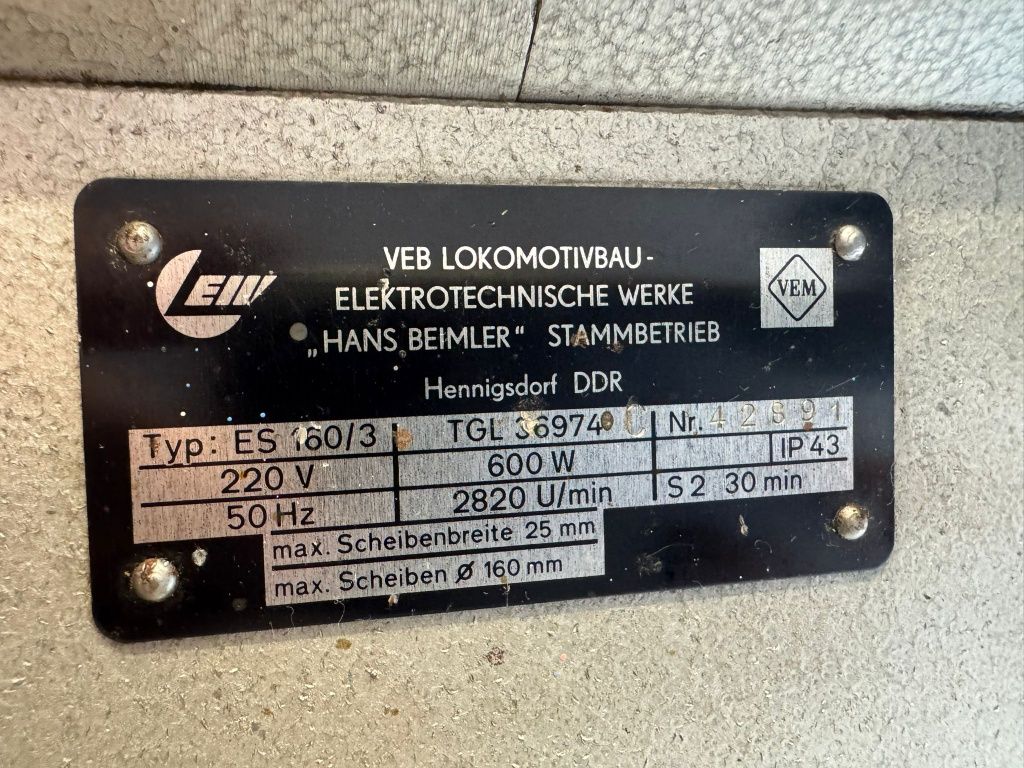 LEW
VEB LOKOMOTIVBAU-
ELEKTROTECHNISCHE WERKE
„HANS BEIMLER“ STAMMBETRIEB
VEM
Hennigsdorf DDR
Typ: ES 160/3 TGL 36974 C Nr. 42891
220 V 600 W IP 43
50 Hz 2820 U/min S 2 30 min
max. Scheibenbreite 25 mm
max. Scheiben Ø 160 mm